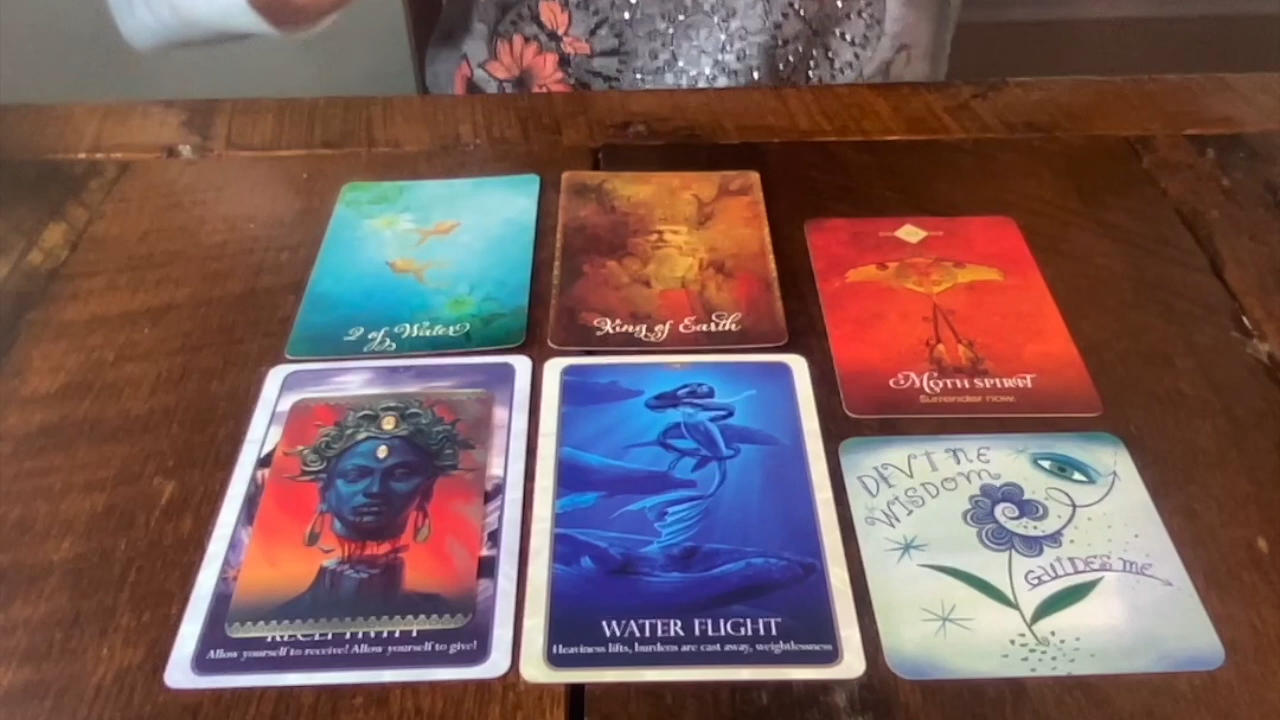 2 of Water
King of Earth
MOTH SPIRIT
Surrender now.
RECEPTIVITY
Allow yourself to receive! Allow yourself to give!
WATER FLIGHT
Heaviness lifts, burdens are cast away, weightlessness
DIVINE
WISDOM
GUIDES ME